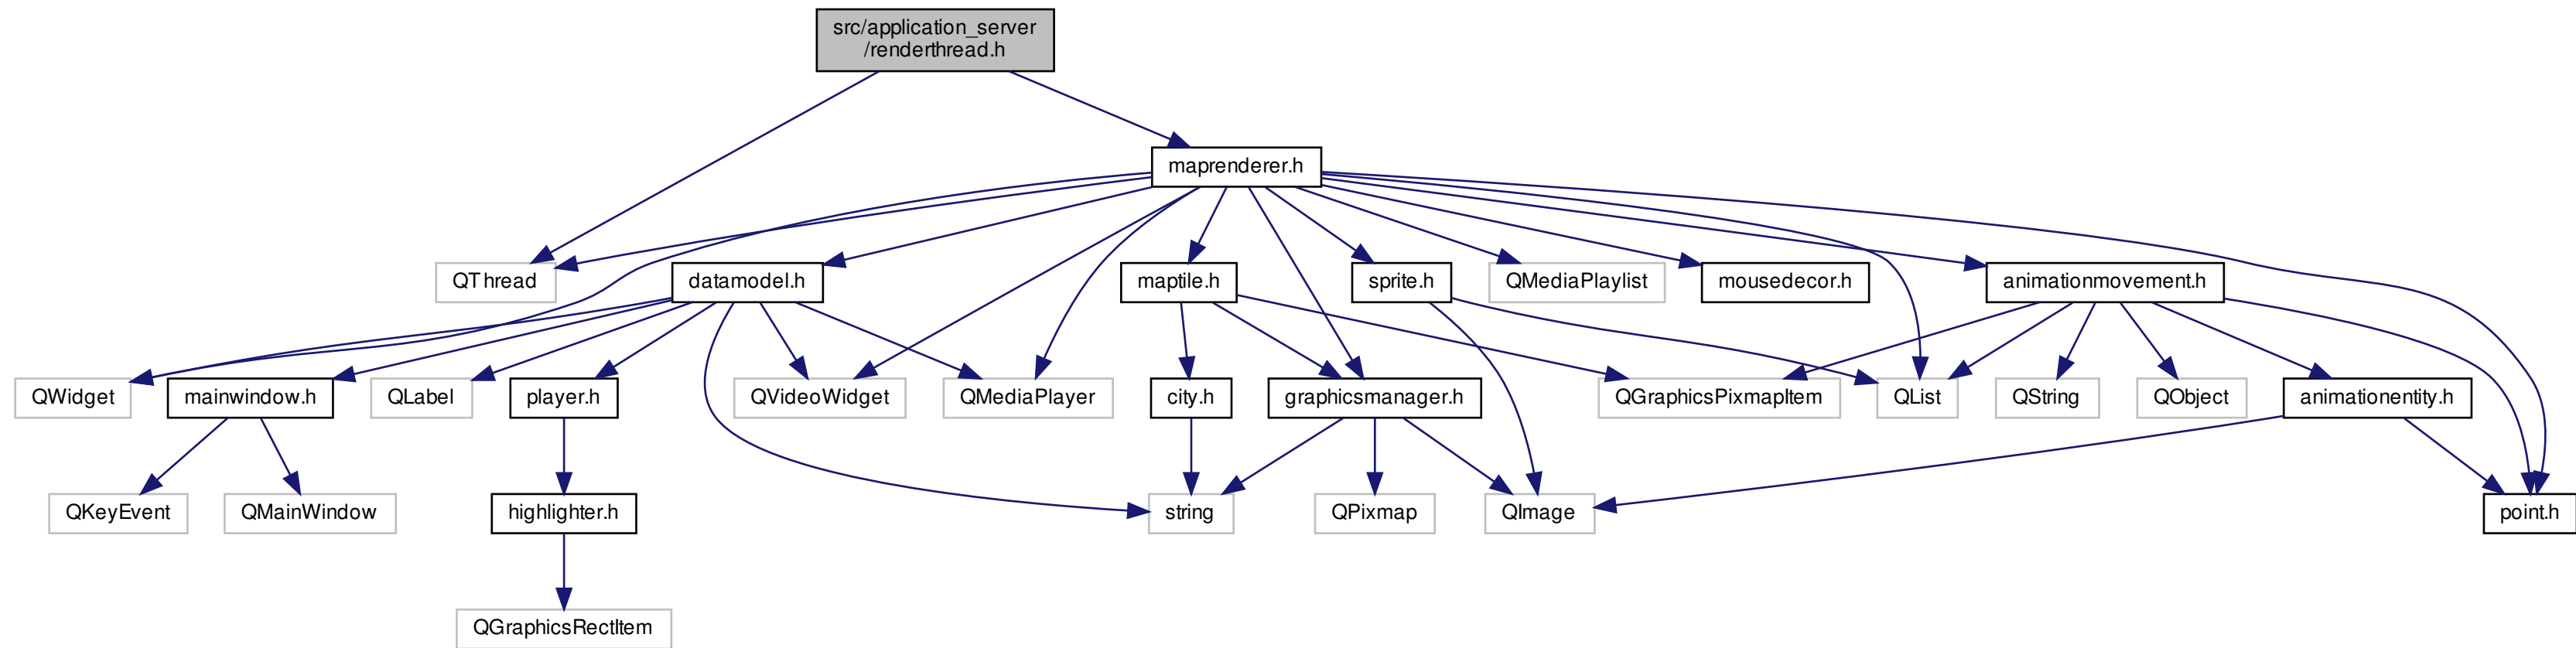 src/application_server
/renderthread.h
maprenderer.h
QThread
datamodel.h
maptile.h
sprite.h
QMediaPlaylist
mousedecor.h
animationmovement.h
QWidget
mainwindow.h
QLabel
player.h
QVideoWidget
QMediaPlayer
city.h
graphicsmanager.h
QGraphicsPixmapItem
QList
QString
QObject
animationentity.h
QKeyEvent
QMainWindow
highlighter.h
string
QPixmap
QImage
point.h
QGraphicsRectItem